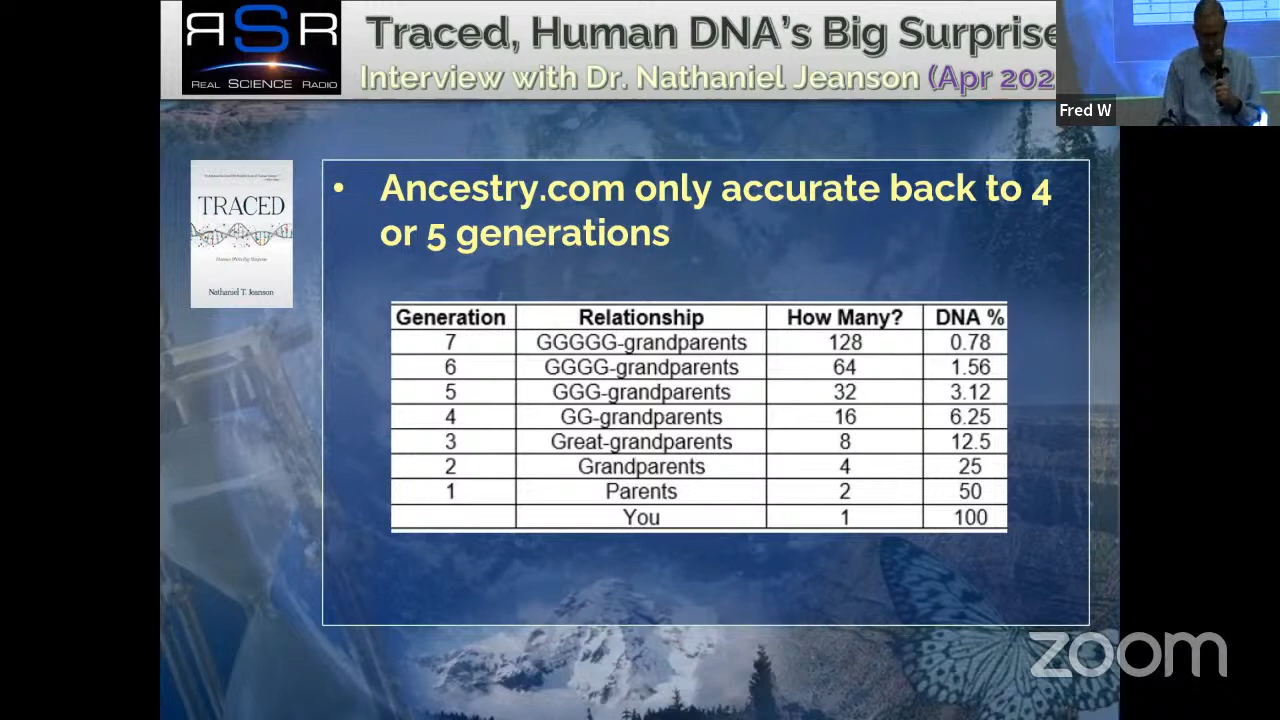 RSR
REAL SCIENCE RADIO
Traced, Human DNA's Big Surprise
Interview with Dr. Nathaniel Jeanson (Apr 202
Fred W
TRACED
Nathaniel T. Jeanson
• Ancestry.com only accurate back to 4
or 5 generations
Generation Relationship How Many? DNA %
7 GGGGG-grandparents 128 0.78
6 GGGG-grandparents 64 1.56
5 GGG-grandparents 32 3.12
4 GG-grandparents 16 6.25
3 Great-grandparents 8 12.5
2 Grandparents 4 25
1 Parents 2 50
You 1 100
zoom